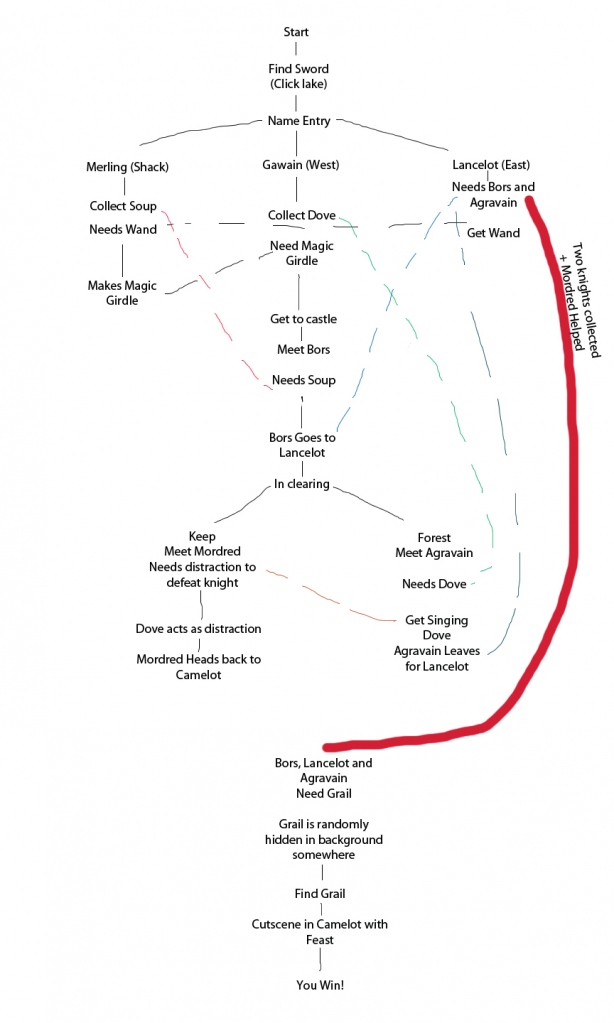 Start
Find Sword
(Click lake)
Name Entry
Merling (Shack)
Gawain (West)
Lancelot (East)
Collect Soup
Needs Wand
Makes Magic
Girdle
Collect Dove
Need Magic
Girdle
Needs Bors and
Agravain
Get Wand
Two knights collected
+ Mordred Helped
Get to castle
Meet Bors
Needs Soup
Bors Goes to
Lancelot
In clearing
Keep
Meet Mordred
Needs distraction to
defeat knight
Dove acts as distraction
Mordred Heads back to
Camelot
Forest
Meet Agravain
Needs Dove
Get Singing
Dove
Agravain Leaves
for Lancelot
Bors, Lancelot and
Agravain
Need Grail
Grail is randomly
hidden in background
somewhere
Find Grail
Cutscene in Camelot with
Feast
You Win!